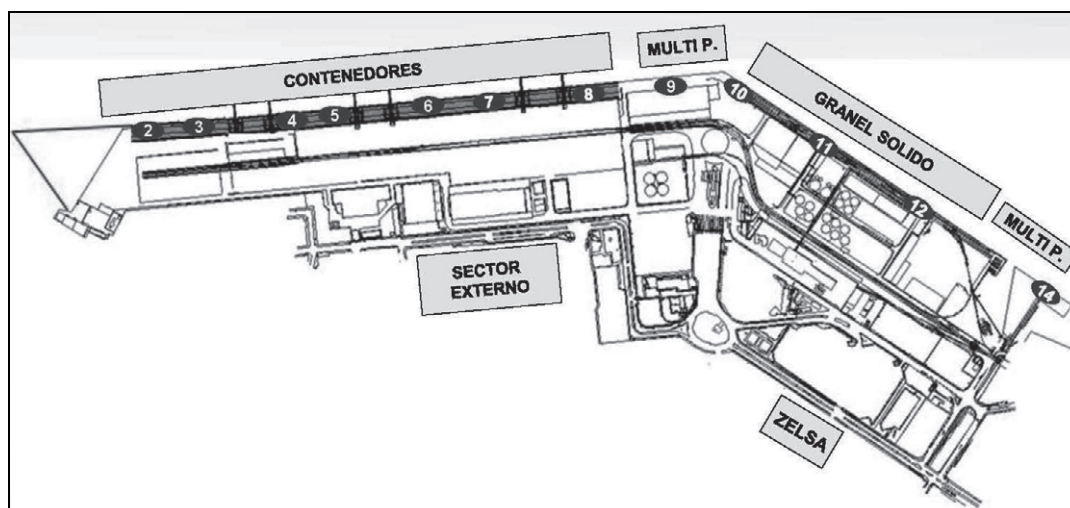 CONTENEDORES
MULTI P.
GRANEL SOLIDO
MULTI P.
2
3
4
5
6
7
8
9
10
11
12
14
SECTOR
EXTERNO
ZELSA